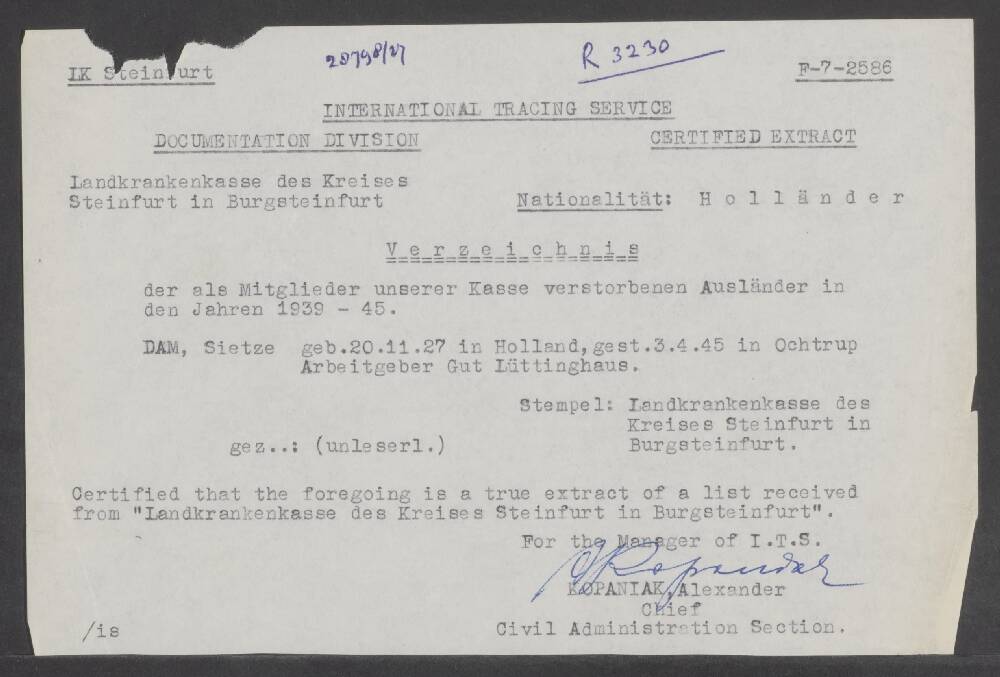 LK Steinfurt 28798/27 R 3230 F-7-2586
INTERNATIONAL TRACING SERVICE
DOCUMENTATION DIVISION CERTIFIED EXTRACT
Landkrankenkasse des Kreises
Steinfurt in Burgsteinfurt
Nationalität: H o l l ä n d e r
V e r z e i c h n i s
der als Mitglieder unserer Kasse verstorbenen Ausländer in
den Jahren 1939 - 45.
DAM, Sietze geb.20.11.27 in Holland,gest.3.4.45 in Ochtrup
Arbeitgeber Gut Lüttinghaus.
Stempel: Landkrankenkasse des
Kreises Steinfurt in
gez..: (unleserl.) Burgsteinfurt.
Certified that the foregoing is a true extract of a list received
from "Landkrankenkasse des Kreises Steinfurt in Burgsteinfurt".
For the Manager of I.T.S.
KOPANIAK,Alexander
Chief
/is Civil Administration Section.